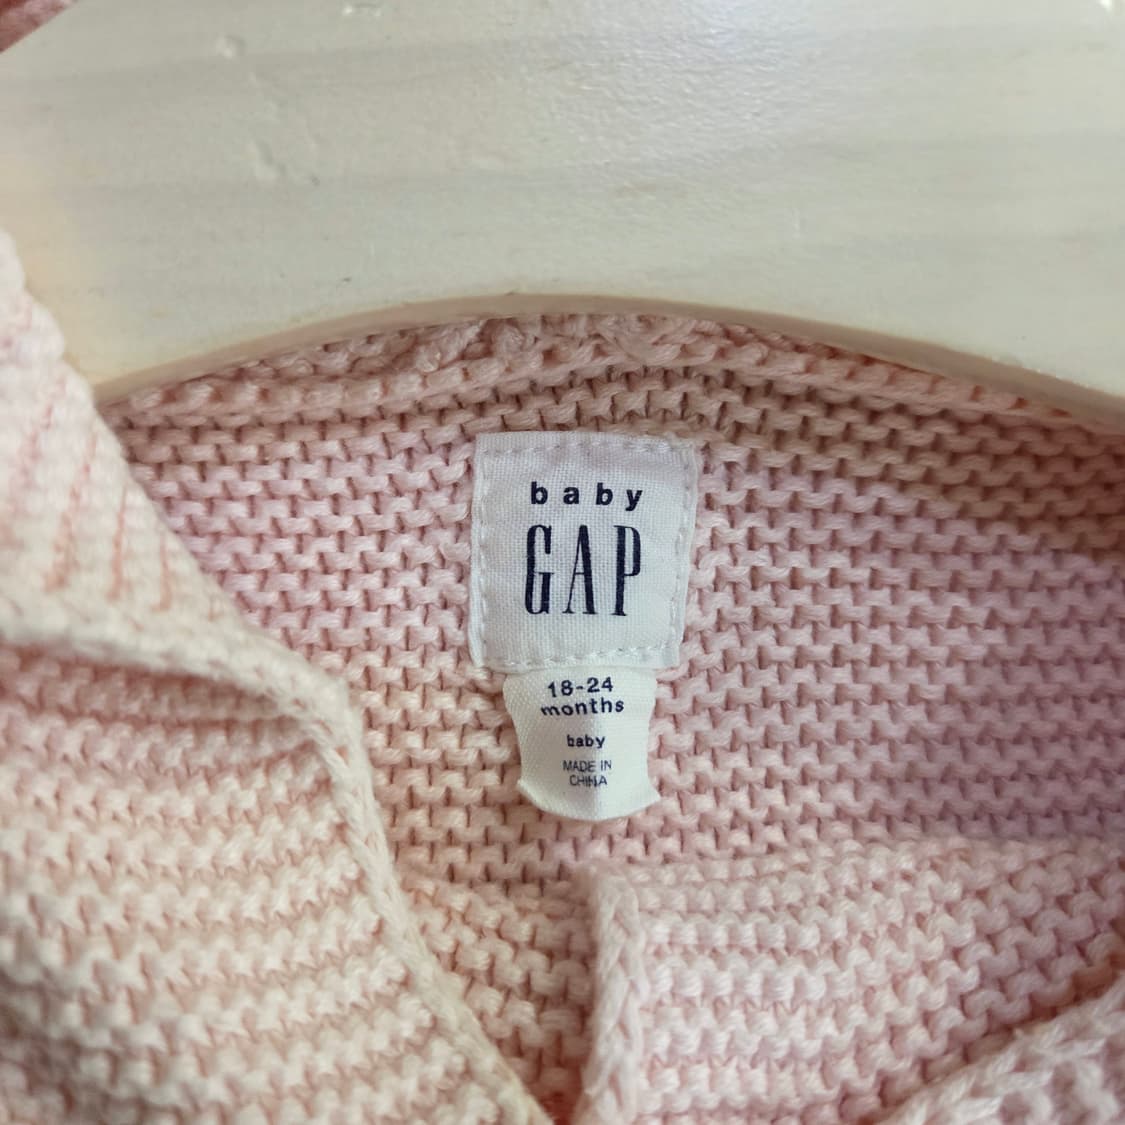 baby
GAP
18-24
months
baby
MADE IN
CHINA